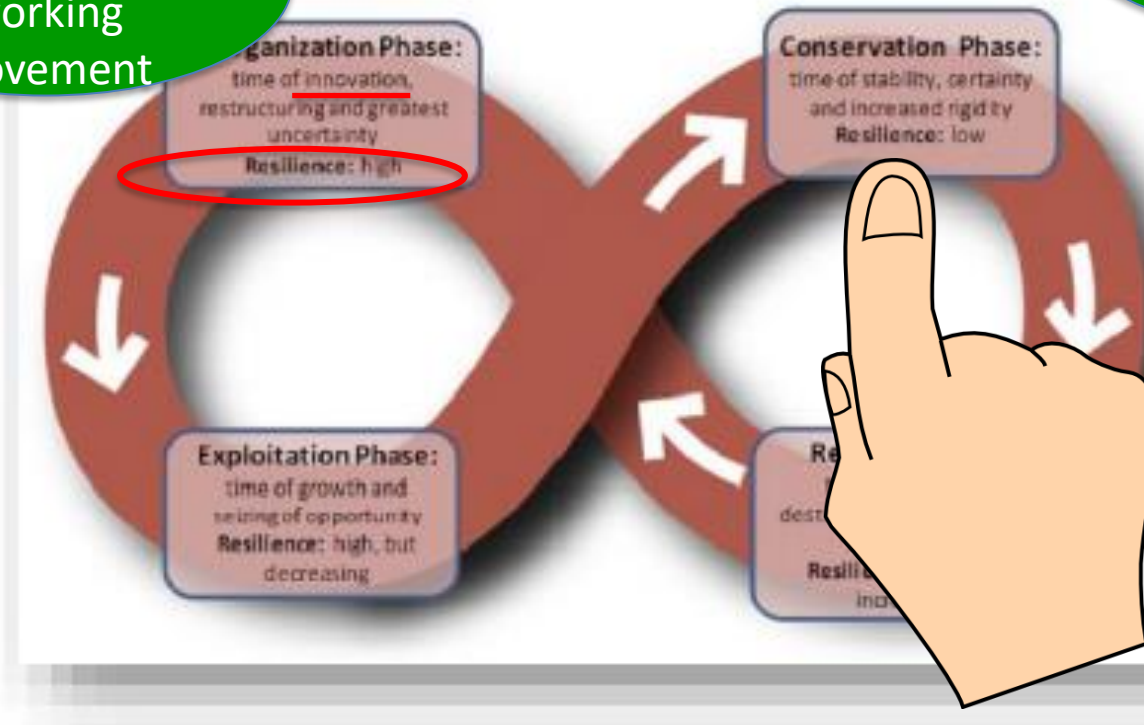 orking
ovement
ganization Phase:
time of innovation,
restructuring and greatest
uncertainty
Resilience: high
Conservation Phase:
time of stability, certainty
and increased rigidity
Resilience: low
Exploitation Phase:
time of growth and
seizing of opportunity
Resilience: high, but
decreasing
Re
dest
Resilie
incr